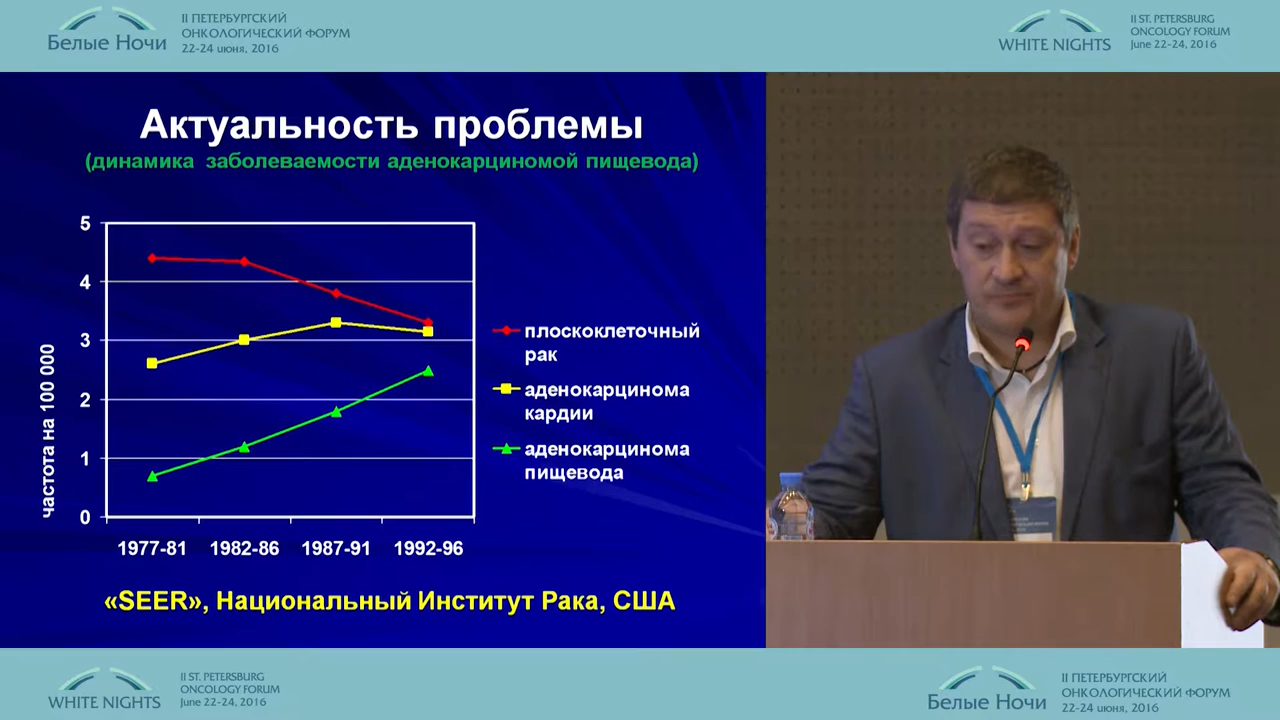 Белые Ночи
II ПЕТЕРБУРГСКИЙ
ОНКОЛОГИЧЕСКИЙ ФОРУМ
22-24 июня, 2016
WHITE NIGHTS
II ST. PETERSBURG
ONCOLOGY FORUM
June 22-24, 2016
Актуальность проблемы
(динамика заболеваемости аденокарциномой пищевода)
частота на 100 000
5
4
3
2
1
0
1977-81 1982-86 1987-91 1992-96
плоскоклеточный
рак
аденокарцинома
кардии
аденокарцинома
пищевода
«SEER», Национальный Институт Рака, США
WHITE NIGHTS
II ST. PETERSBURG
ONCOLOGY FORUM
June 22-24, 2016
Белые Ночи
II ПЕТЕРБУРГСКИЙ
ОНКОЛОГИЧЕСКИЙ ФОРУМ
22-24 июня, 2016